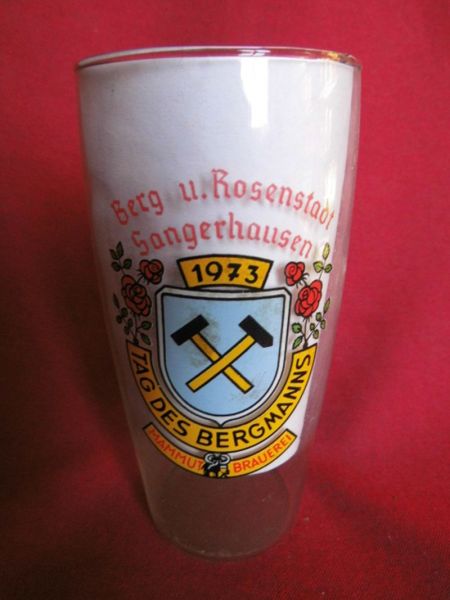 Berg u. Rosenstadt
Sangerhausen
1973
TAG DES BERGMANNS
MAMMUT BRAUEREI